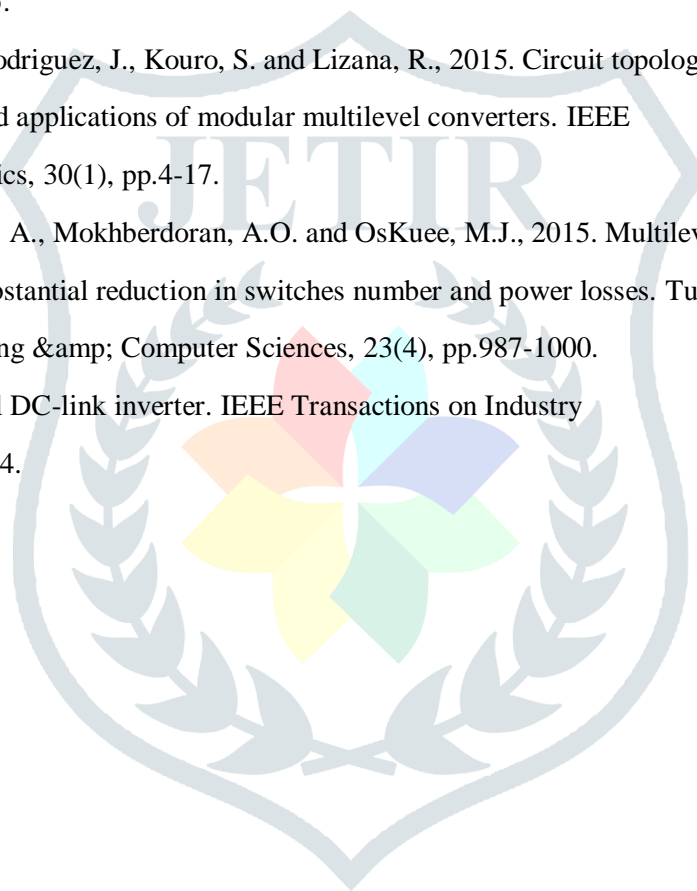 odriguez, J., Kouro, S. and Lizana, R., 2015. Circuit topolog
d applications of modular multilevel converters. IEEE
ics, 30(1), pp.4-17.
A., Mokhberdoran, A.O. and OsKuee, M.J., 2015. Multilev
bstantial reduction in switches number and power losses. Tu
ng &amp; Computer Sciences, 23(4), pp.987-1000.
l DC-link inverter. IEEE Transactions on Industry
4.
JETIR